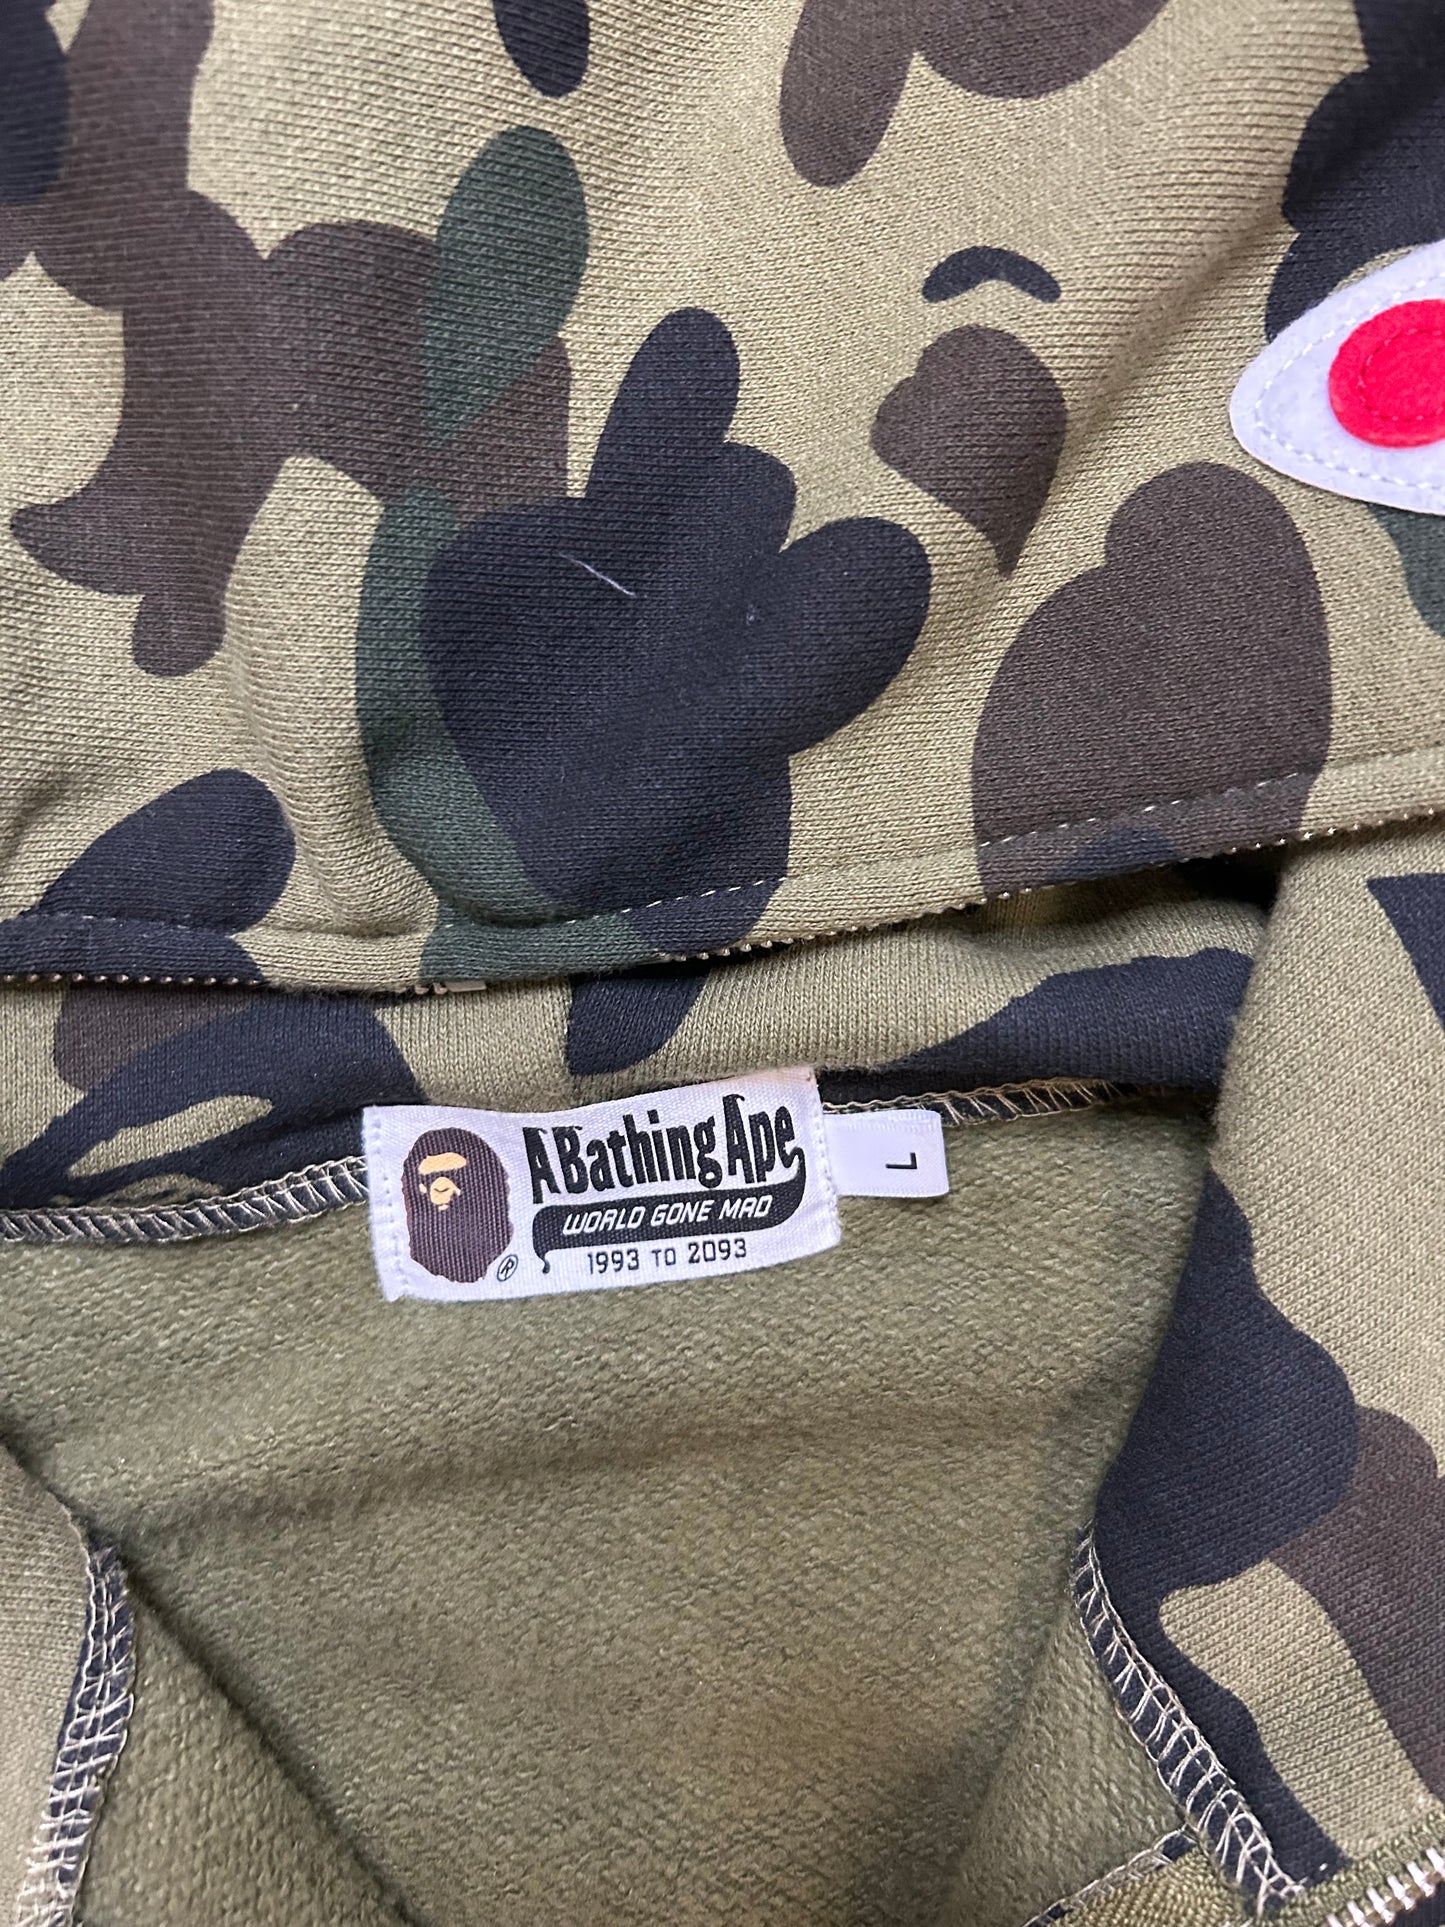 A Bathing Ape
WORLD GONE MAD
1993 TO 2093
®
L